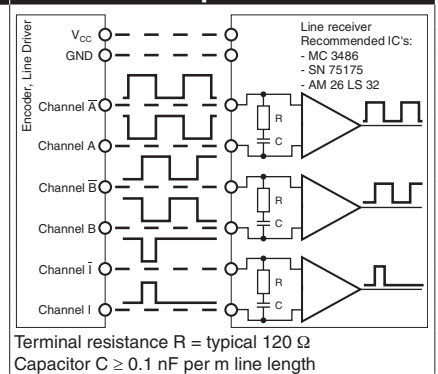 Encoder, Line Driver
VCC
GND
Channel A̅
Channel A
Channel B̅
Channel B
Channel I̅
Channel I
Line receiver
Recommended IC's:
- MC 3486
- SN 75175
- AM 26 LS 32
R
C
R
C
R
C
Terminal resistance R = typical 120 Ω
Capacitor C ≥ 0.1 nF per m line length